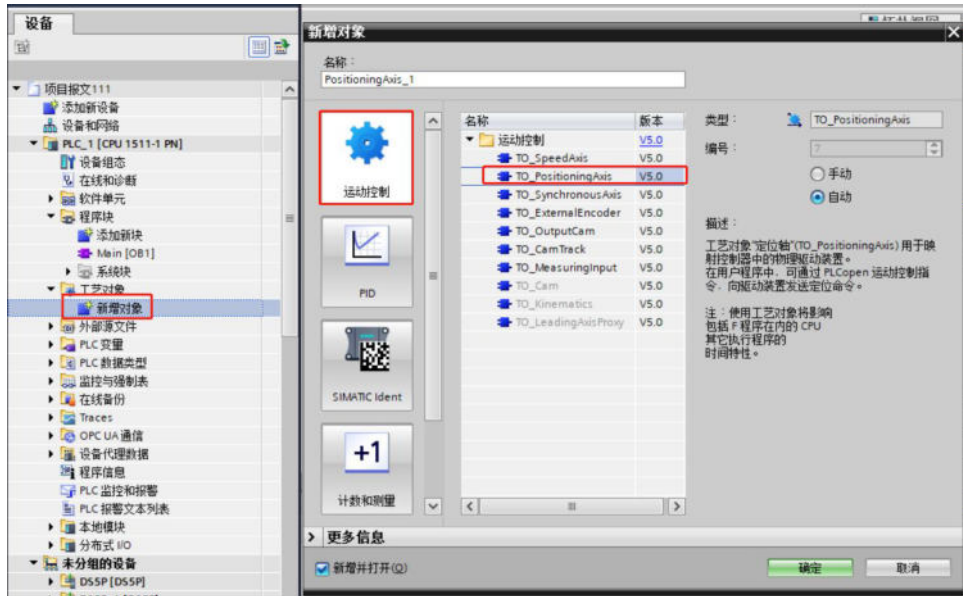 设备
项目报文111
添加新设备
设备和网络
PLC_1 [CPU 1511-1 PN]
设备组态
在线和诊断
软件单元
程序块
添加新块
Main [OB1]
系统块
工艺对象
新增对象
外部源文件
PLC 变量
PLC 数据类型
监控与强制表
在线备份
Traces
OPC UA 通信
设备代理数据
程序信息
PLC 监控和报警
PLC 报警文本列表
本地模块
分布式 I/O
未分组的设备
DS5P [DS5P]
新增对象
名称：
PositioningAxis_1
运动控制
PID
SIMATIC Ident
+1
计数和测量
名称 版本
运动控制 V5.0
TO_SpeedAxis V5.0
TO_PositioningAxis V5.0
TO_SynchronousAxis V5.0
TO_ExternalEncoder V5.0
TO_OutputCam V5.0
TO_CamTrack V5.0
TO_MeasuringInput V5.0
TO_Cam V5.0
TO_Kinematics V5.0
TO_LeadingAxisProxy V5.0
类型： TO_PositioningAxis
编号： 7
手动
自动
描述：
工艺对象"定位轴"(TO_PositioningAxis) 用于映
射控制器中的物理驱动装置。
在用户程序中，可通过 PLCopen 运动控制指
令，向驱动装置发送定位命令。
注：使用工艺对象将影响
包括 F 程序在内的 CPU
其它执行程序的
时间特性。
更多信息
新增并打开(O)
确定
取消